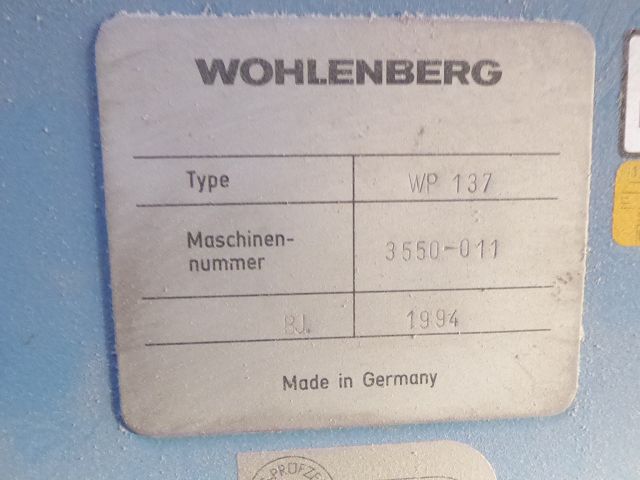 WOHLENBERG
Type WP 137
Maschinen-
nummer 3550-011
BJ. 1994
Made in Germany